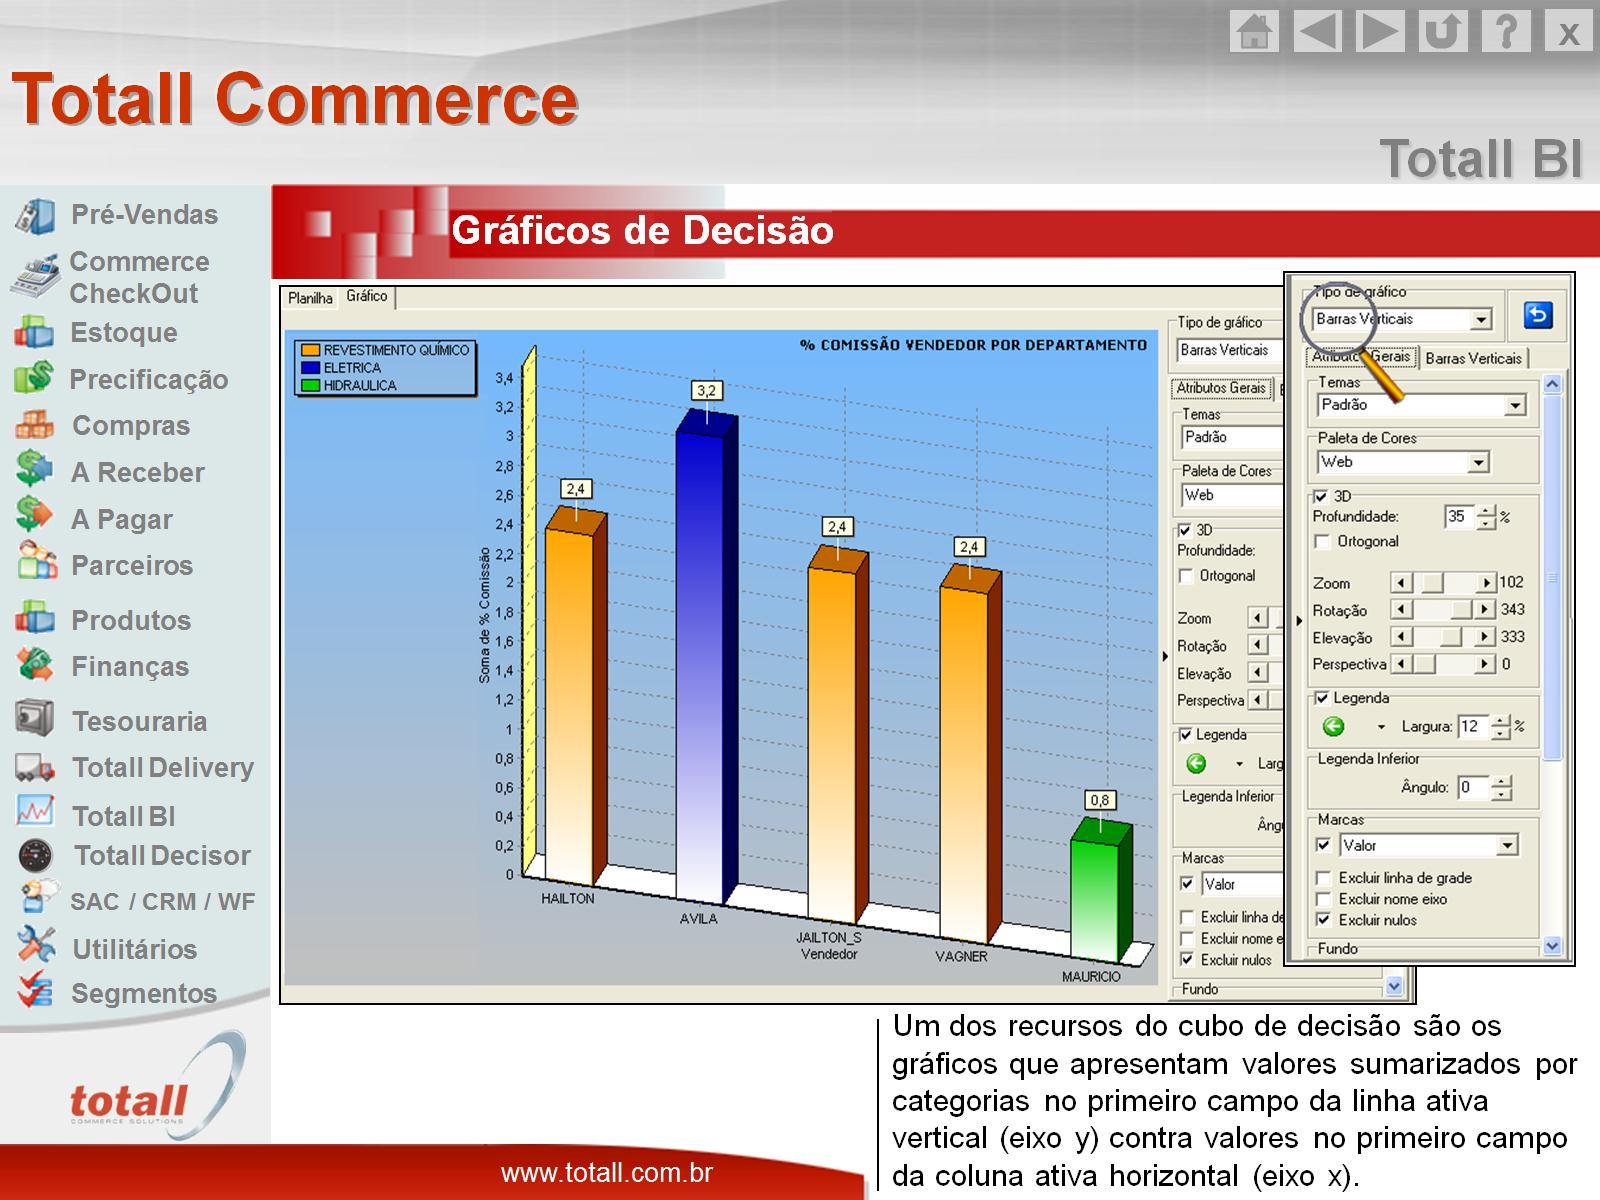 x
Totall Commerce
Totall BI
Pré-Vendas
Commerce
CheckOut
Estoque
Precificação
Compras
A Receber
A Pagar
Parceiros
Produtos
Finanças
Tesouraria
Totall Delivery
Totall BI
Totall Decisor
SAC / CRM / WF
Utilitários
Segmentos
totall
COMMERCE SOLUTIONS
Gráficos de Decisão
Planilha
Gráfico
REVESTIMENTO QUÍMICO
ELETRICA
HIDRAULICA
% COMISSÃO VENDEDOR POR DEPARTAMENTO
Soma de % Comissão
3,4
3,2
3
2,8
2,6
2,4
2,2
2
1,8
1,6
1,4
1,2
1
0,8
0,6
0,4
0,2
0
2,4
3,2
2,4
2,4
0,8
HAILTON
AVILA
JAILTON_S
Vendedor
VAGNER
MAURICIO
Tipo de gráfico
Barras Verticais
Atributos Gerais
Temas
Padrão
Paleta de Cores
Web
3D
Profundidade:
Ortogonal
Zoom
Rotação
Elevação
Perspectiva
Legenda
Larg
Legenda Inferior
Ângu
Marcas
Valor
Excluir linha de
Excluir nome e
Excluir nulos
Fundo
Tipo de gráfico
Barras Verticais
Atributos Gerais
Barras Verticais
Temas
Padrão
Paleta de Cores
Web
3D
Profundidade: 35 %
Ortogonal
Zoom 102
Rotação 343
Elevação 333
Perspectiva 0
Legenda
Largura: 12 %
Legenda Inferior
Ângulo: 0
Marcas
Valor
Excluir linha de grade
Excluir nome eixo
Excluir nulos
Fundo
Um dos recursos do cubo de decisão são os
gráficos que apresentam valores sumarizados por
categorias no primeiro campo da linha ativa
vertical (eixo y) contra valores no primeiro campo
da coluna ativa horizontal (eixo x).
www.totall.com.br